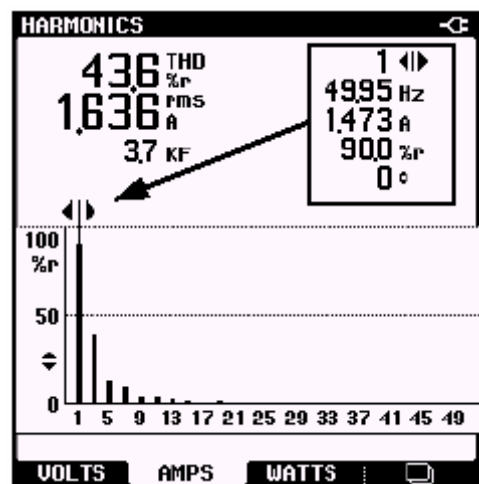 HARMONICS
43,6 THD %r
1,636 rms A
3,7 KF
1
49,95 Hz
1,473 A
90,0 %r
0 °
100
%r
50
0
1 5 9 13 17 21 25 29 33 37 41 45 49
VOLTS AMPS WATTS